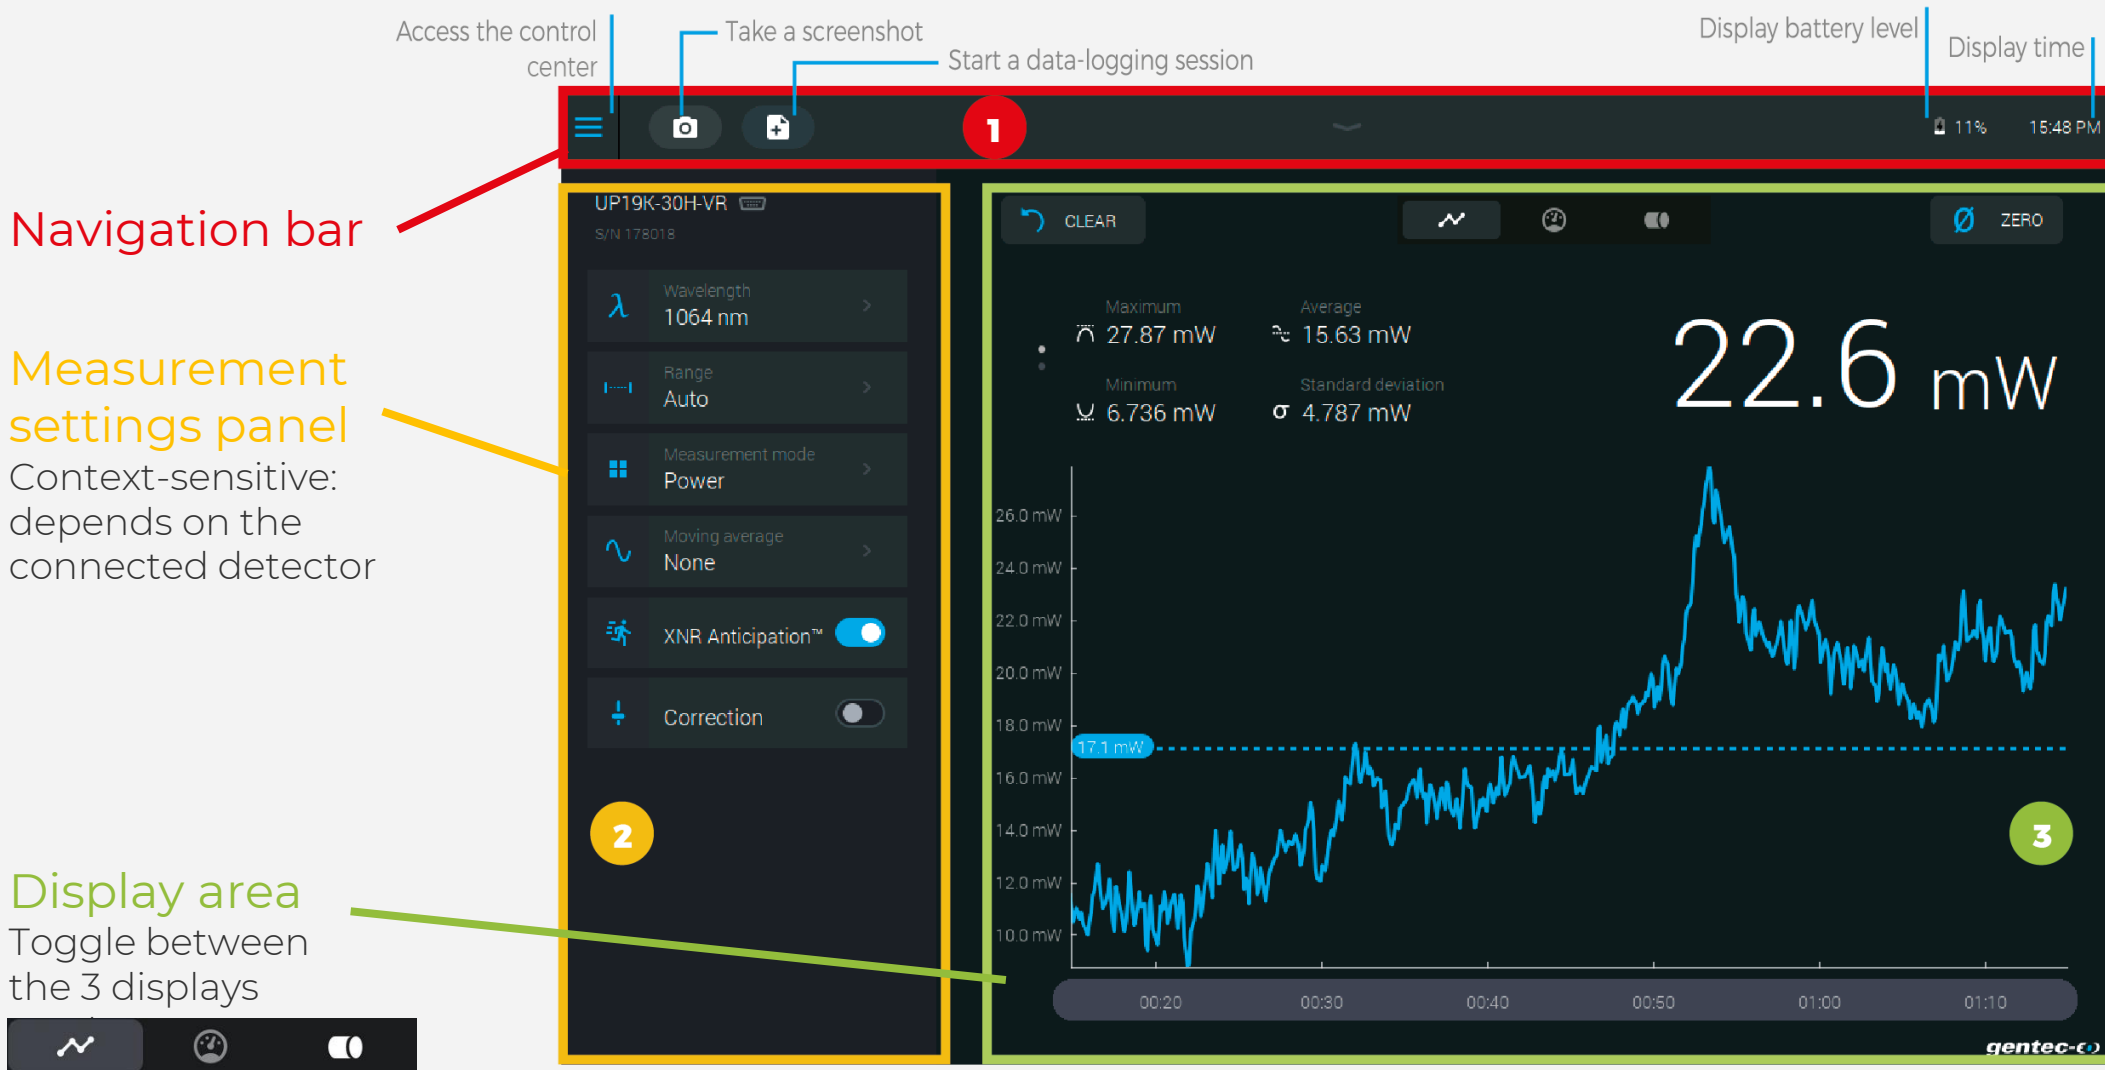 Access the control
center
Take a screenshot
Start a data-logging session
Display battery level
Display time
1
11%
15:48 PM
Navigation bar
Measurement
settings panel
Context-sensitive:
depends on the
connected detector
Display area
Toggle between
the 3 displays
UP19K-30H-VR
S/N 178018
λ
Wavelength
1064 nm
Range
Auto
Measurement mode
Power
Moving average
None
XNR Anticipation™
Correction
2
CLEAR
ZERO
Maximum
27.87 mW
Average
15.63 mW
Minimum
6.736 mW
Standard deviation
σ 4.787 mW
22.6 mW
26.0 mW
24.0 mW
22.0 mW
20.0 mW
18.0 mW
17.1 mW
16.0 mW
14.0 mW
12.0 mW
10.0 mW
3
00:20
00:30
00:40
00:50
01:00
01:10
gentec-eo